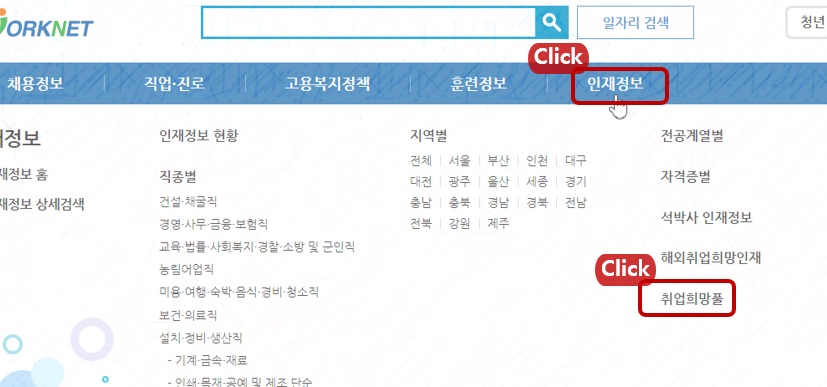 WORKNET
일자리 검색
청년
채용정보
직업·진로
고용복지정책
훈련정보
인재정보
Click
재정보
재정보 홈
재정보 상세검색
인재정보 현황
직종별
건설·채굴직
경영·사무·금융·보험직
교육·법률·사회복지·경찰·소방 및 군인직
농림어업직
미용·여행·숙박·음식·경비·청소직
보건·의료직
설치·정비·생산직
- 기계·금속·재료
- 인쇄·목재·공예 및 제조 단순
지역별
전체 | 서울 | 부산 | 인천 | 대구
대전 | 광주 | 울산 | 세종 | 경기
충남 | 충북 | 경남 | 경북 | 전남
전북 | 강원 | 제주
전공계열별
자격증별
석박사 인재정보
해외취업희망인재
Click
취업희망풀